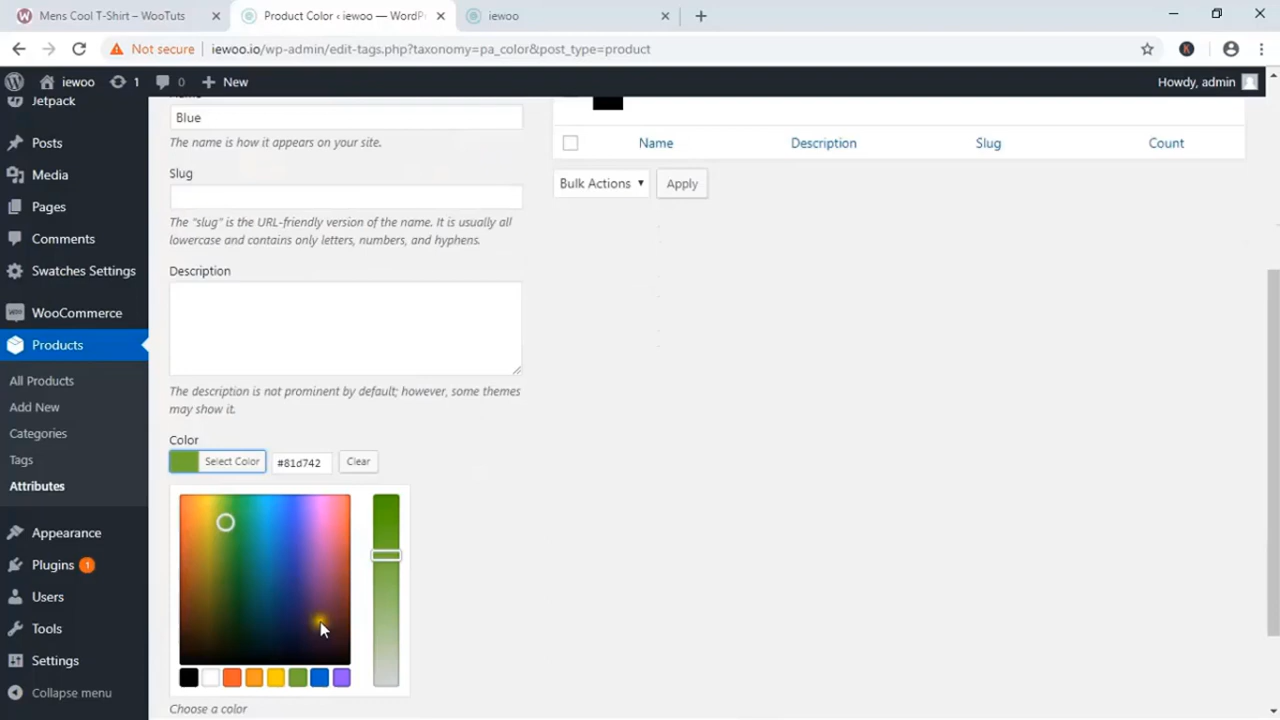 Mens Cool T-Shirt – WooTuts
Product Color ‹ iewoo — WordPr
iewoo
Not secure
iewoo.io/wp-admin/edit-tags.php?taxonomy=pa_color&post_type=product
K
iewoo
1
0
New
Howdy, admin
Jetpack
Posts
Media
Pages
Comments
Swatches Settings
WooCommerce
Products
All Products
Add New
Categories
Tags
Attributes
Appearance
Plugins 1
Users
Tools
Settings
Collapse menu
Name
Blue
The name is how it appears on your site.
Slug
The "slug" is the URL-friendly version of the name. It is usually all
lowercase and contains only letters, numbers, and hyphens.
Description
The description is not prominent by default; however, some themes
may show it.
Color
Select Color
#81d742
Clear
Choose a color
Name Description Slug Count
Bulk Actions
Apply